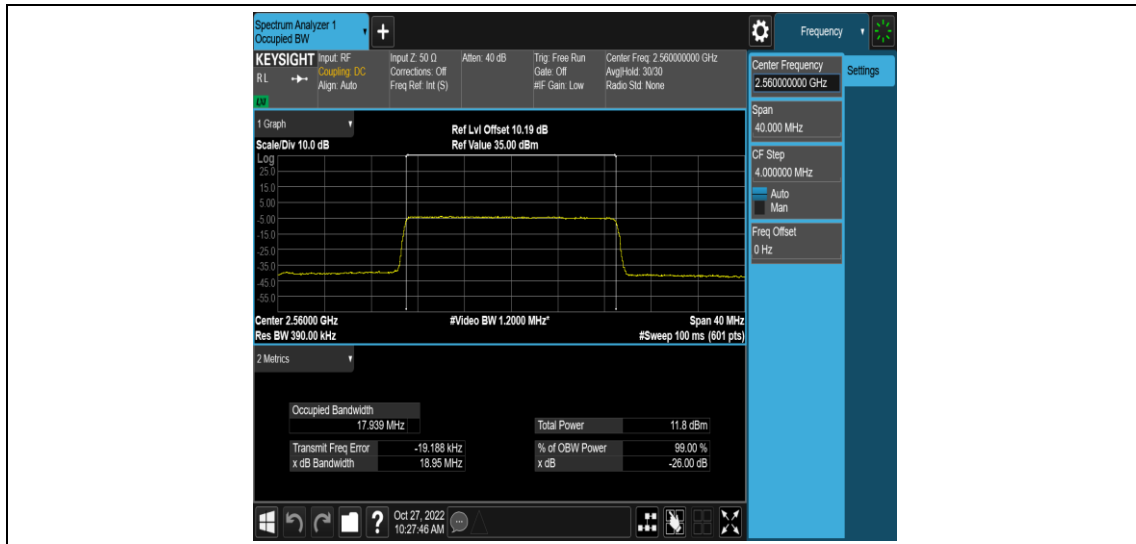 Spectrum Analyzer 1
Occupied BW
+
Frequency
KEYSIGHT
RL
LXI
Input: RF
Coupling: DC
Align: Auto
Input Z: 50 Ω
Corrections: Off
Freq Ref: Int (S)
Atten: 40 dB
Trig: Free Run
Gate: Off
#IF Gain: Low
Center Freq: 2.560000000 GHz
Avg|Hold: 30/30
Radio Std: None
Center Frequency
2.560000000 GHz
Settings
Span
40.000 MHz
CF Step
4.000000 MHz
Auto
Man
Freq Offset
0 Hz
1 Graph
Scale/Div 10.0 dB
Ref Lvl Offset 10.19 dB
Ref Value 35.00 dBm
Log
25.0
15.0
5.00
-5.00
-15.0
-25.0
-35.0
-45.0
-55.0
Center 2.56000 GHz
#Video BW 1.2000 MHz*
Span 40 MHz
Res BW 390.00 kHz
#Sweep 100 ms (601 pts)
2 Metrics
Occupied Bandwidth
17.939 MHz
Total Power 11.8 dBm
Transmit Freq Error -19.188 kHz
% of OBW Power 99.00 %
x dB Bandwidth 18.95 MHz
x dB -26.00 dB
?
Oct 27, 2022
10:27:46 AM